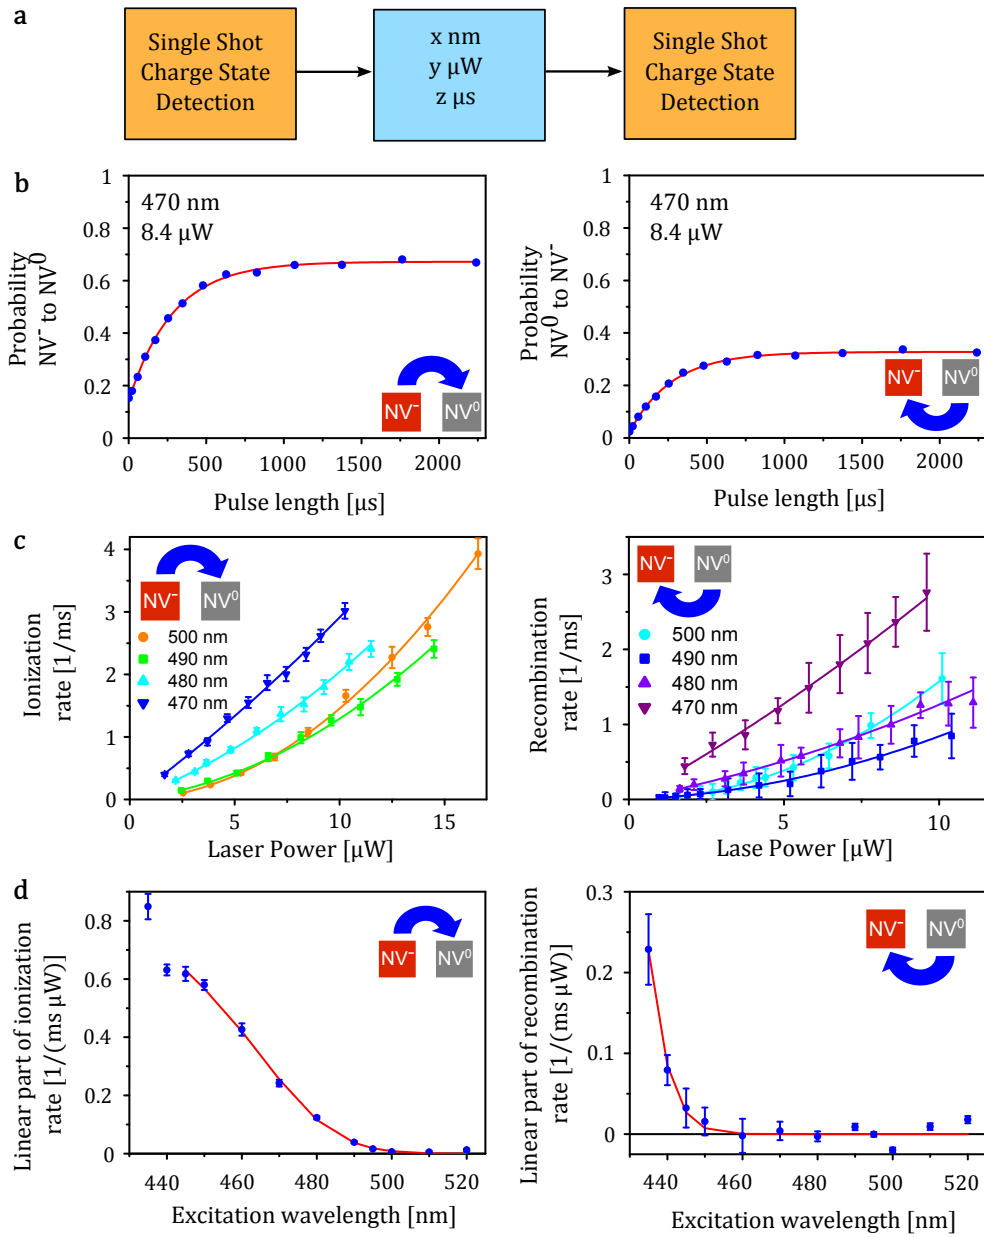 a
Single Shot
Charge State
Detection
x nm
y μW
z μs
Single Shot
Charge State
Detection
b
470 nm
8.4 μW
Probability
NV⁻ to NV⁰
1
0.8
0.6
0.4
0.2
0
NV⁻ NV⁰
0 500 1000 1500 2000
Pulse length [μs]
470 nm
8.4 μW
Probability
NV⁰ to NV⁻
1
0.8
0.6
0.4
0.2
0
NV⁻ NV⁰
0 500 1000 1500 2000
Pulse length [μs]
c
Ionization
rate [1/ms]
4
3
2
1
0
NV⁻ NV⁰
500 nm
490 nm
480 nm
470 nm
0 5 10 15
Laser Power [μW]
Recombination
rate [1/ms]
3
2
1
0
NV⁻ NV⁰
500 nm
490 nm
480 nm
470 nm
0 5 10
Lase Power [μW]
d
Linear part of ionization
rate [1/(ms μW)]
0.8
0.6
0.4
0.2
0
NV⁻ NV⁰
440 460 480 500 520
Excitation wavelength [nm]
Linear part of recombination
rate [1/(ms μW)]
0.3
0.2
0.1
0
NV⁻ NV⁰
440 460 480 500 520
Excitation wavelength [nm]